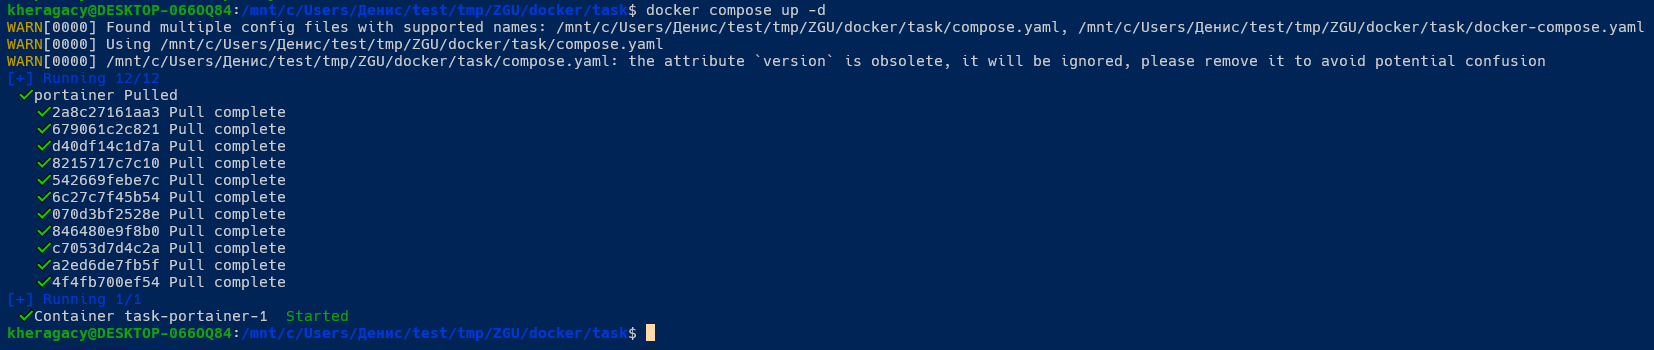 kheragacy@DESKTOP-066OQ84:/mnt/c/Users/Денис/test/tmp/ZGU/docker/task$ docker compose up -d
WARN[0000] Found multiple config files with supported names: /mnt/c/Users/Денис/test/tmp/ZGU/docker/task/compose.yaml, /mnt/c/Users/Денис/test/tmp/ZGU/docker/task/docker-compose.yaml
WARN[0000] Using /mnt/c/Users/Денис/test/tmp/ZGU/docker/task/compose.yaml
WARN[0000] /mnt/c/Users/Денис/test/tmp/ZGU/docker/task/compose.yaml: the attribute `version` is obsolete, it will be ignored, please remove it to avoid potential confusion
[+] Running 12/12
✓portainer Pulled
✓2a8c27161aa3 Pull complete
✓679061c2c821 Pull complete
✓d40df14c1d7a Pull complete
✓8215717c7c10 Pull complete
✓542669febe7c Pull complete
✓6c27c7f45b54 Pull complete
✓070d3bf2528e Pull complete
✓846480e9f8b0 Pull complete
✓c7053d7d4c2a Pull complete
✓a2ed6de7fb5f Pull complete
✓4f4fb700ef54 Pull complete
[+] Running 1/1
✓Container task-portainer-1  Started
kheragacy@DESKTOP-066OQ84:/mnt/c/Users/Денис/test/tmp/ZGU/docker/task$